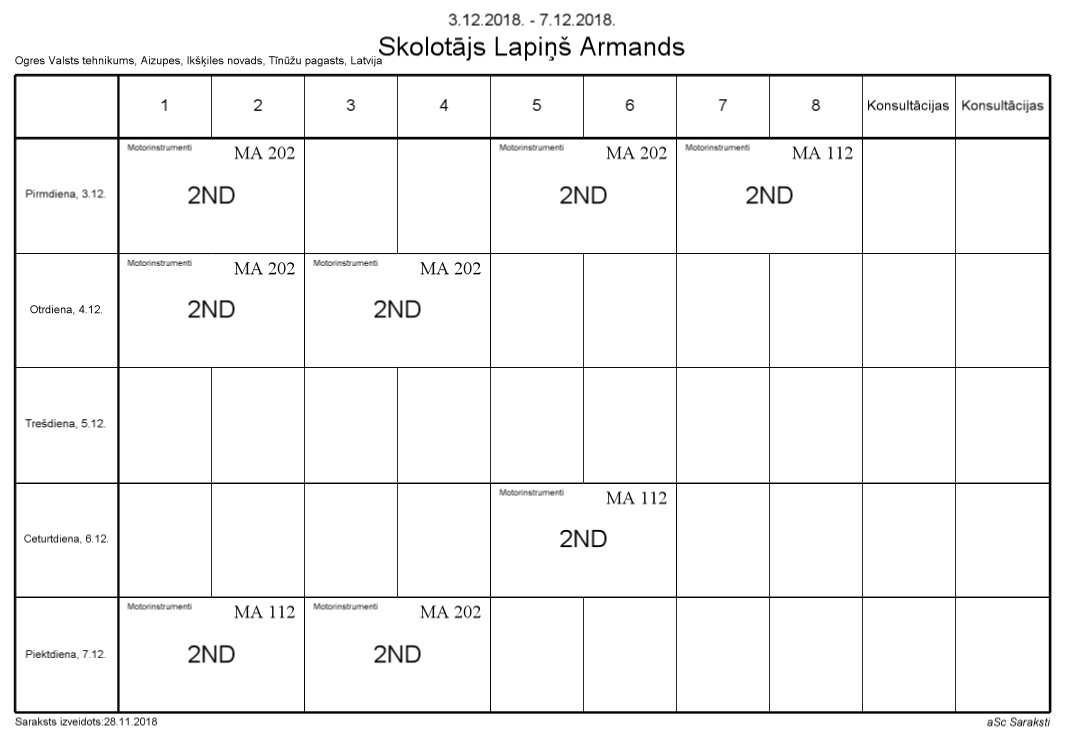 3.12.2018. - 7.12.2018.
Skolotājs Lapiņš Armands
Ogres Valsts tehnikums, Aizupes, Ikšķiles novads, Tīnūžu pagasts, Latvija
1 2 3 4 5 6 7 8 Konsultācijas Konsultācijas
Motorinstrumenti MA 202 Motorinstrumenti MA 202 Motorinstrumenti MA 112
Pirmdiena, 3.12. 2ND 2ND 2ND
Motorinstrumenti MA 202 Motorinstrumenti MA 202
Otrdiena, 4.12. 2ND 2ND
Trešdiena, 5.12.
Motorinstrumenti MA 112
Ceturtdiena, 6.12. 2ND
Motorinstrumenti MA 112 Motorinstrumenti MA 202
Piektdiena, 7.12. 2ND 2ND
Saraksts izveidots:28.11.2018 aSc Saraksti